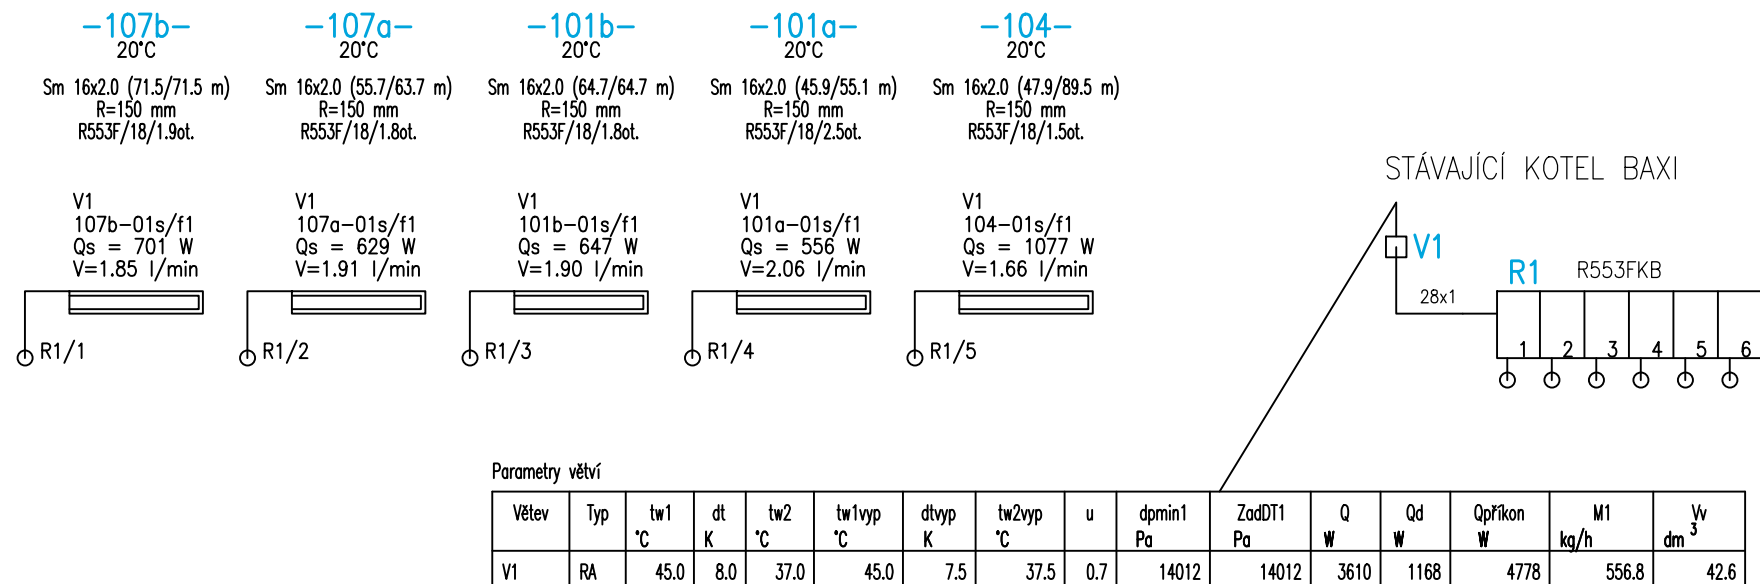 -107b-
20°C
Sm 16x2.0 (71.5/71.5 m)
R=150 mm
R553F/18/1.9ot.
V1
107b-01s/f1
Qs = 701 W
V=1.85 l/min
R1/1
-107a-
20°C
Sm 16x2.0 (55.7/63.7 m)
R=150 mm
R553F/18/1.8ot.
V1
107a-01s/f1
Qs = 629 W
V=1.91 l/min
R1/2
-101b-
20°C
Sm 16x2.0 (64.7/64.7 m)
R=150 mm
R553F/18/1.8ot.
V1
101b-01s/f1
Qs = 647 W
V=1.90 l/min
R1/3
-101a-
20°C
Sm 16x2.0 (45.9/55.1 m)
R=150 mm
R553F/18/2.5ot.
V1
101a-01s/f1
Qs = 556 W
V=2.06 l/min
R1/4
-104-
20°C
Sm 16x2.0 (47.9/89.5 m)
R=150 mm
R553F/18/1.5ot.
V1
104-01s/f1
Qs = 1077 W
V=1.66 l/min
R1/5
STÁVAJÍCÍ KOTEL BAXI
V1
28x1
R1 R553FKB
1 2 3 4 5 6
Parametry větví
Větev Typ tw1 dt tw2 tw1vyp dtvyp tw2vyp u dpmin1 ZadDT1 Q Qd Qpříkon M1 Vv
°C K °C °C K °C Pa Pa W W W kg/h dm³
V1 RA 45.0 8.0 37.0 45.0 7.5 37.5 0.7 14012 14012 3610 1168 4778 556.8 42.6